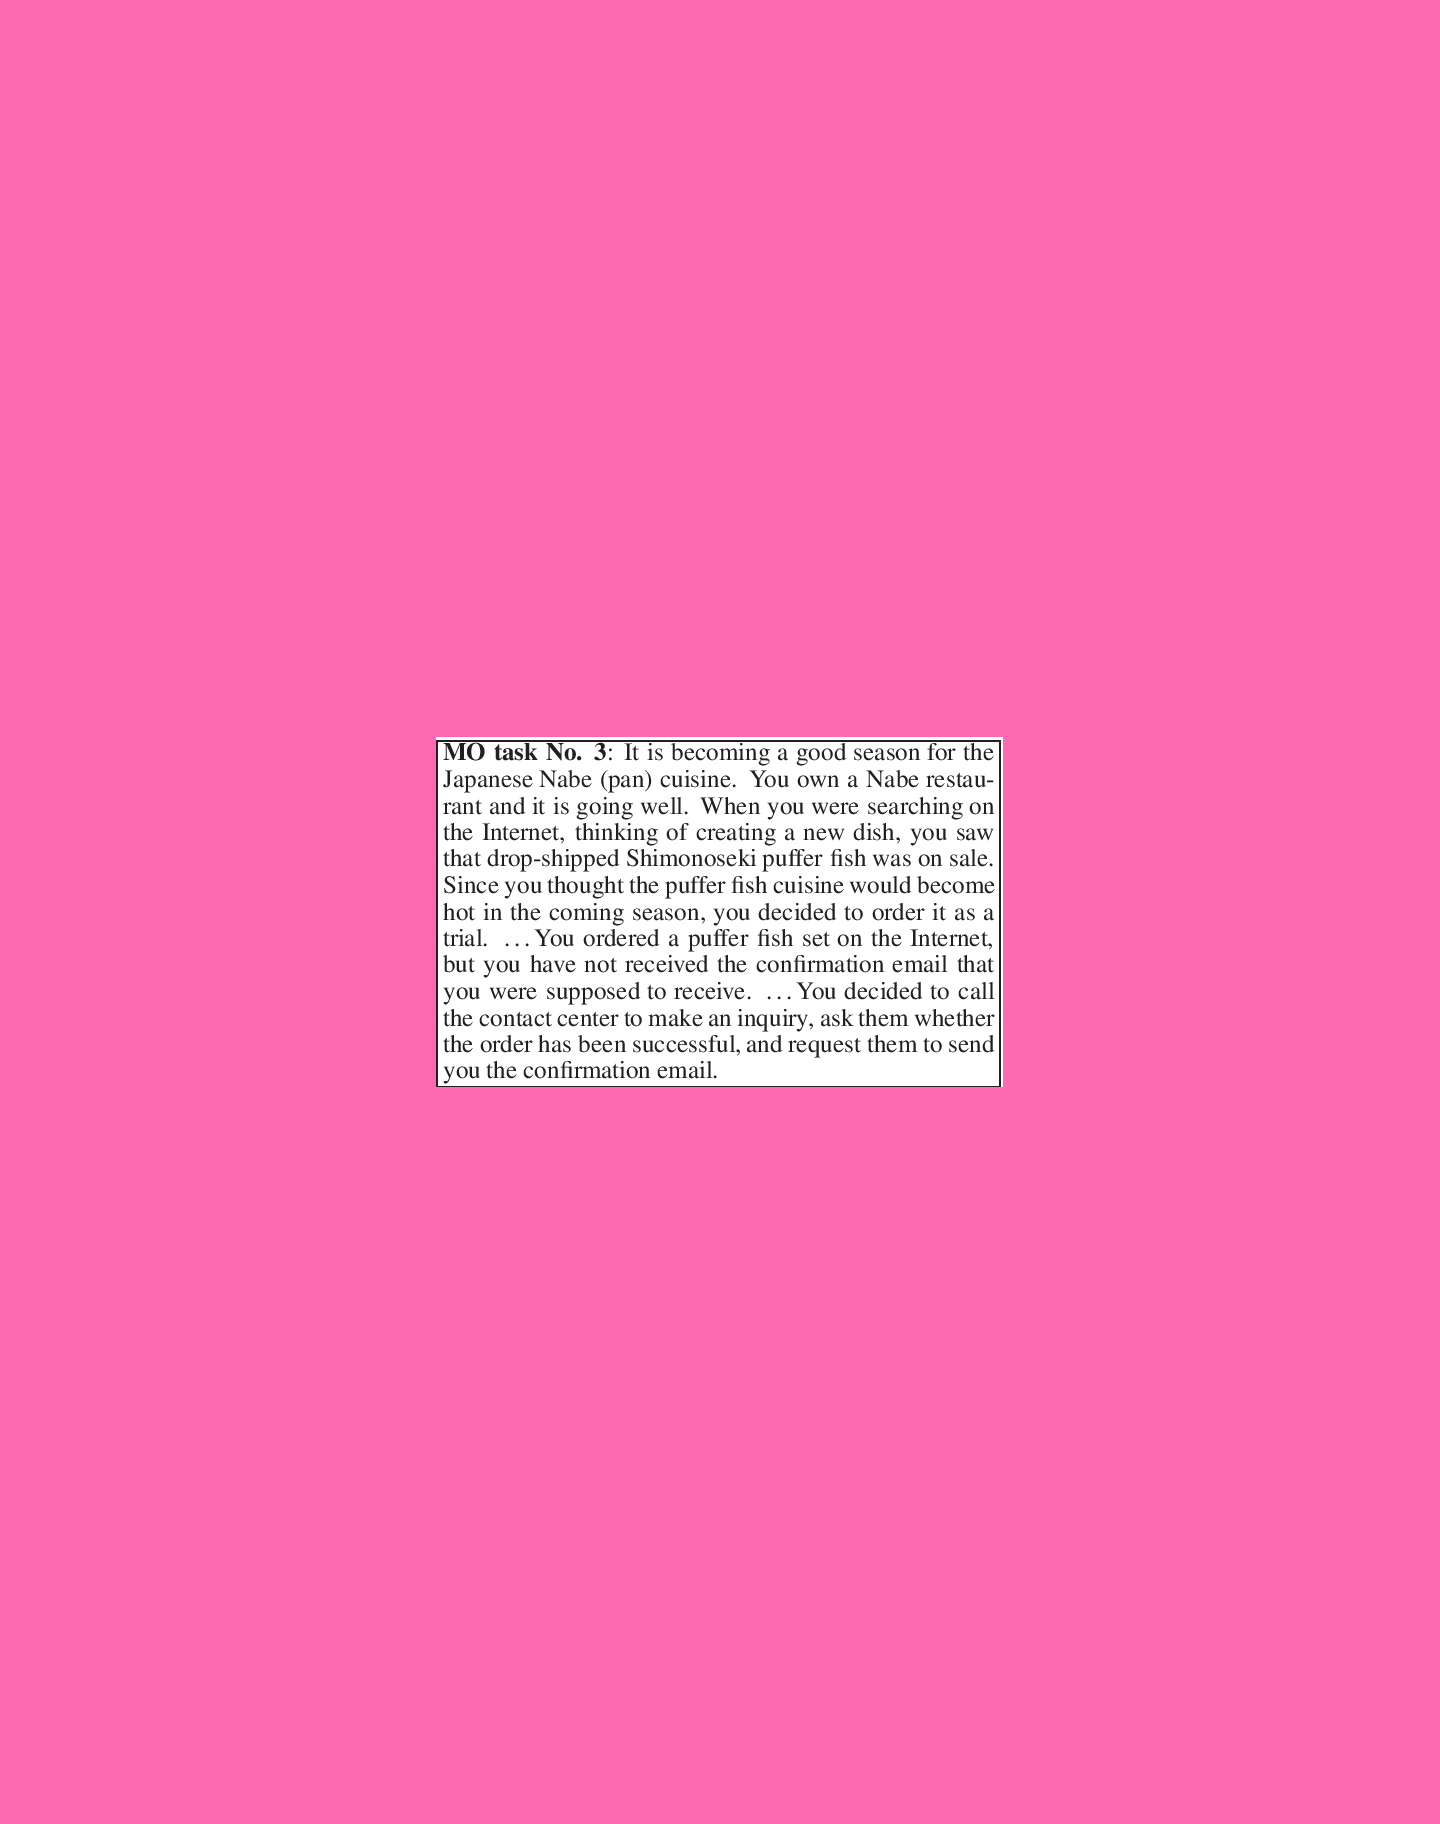 MO task No. 3: It is becoming a good season for the
Japanese Nabe (pan) cuisine. You own a Nabe restau-
rant and it is going well. When you were searching on
the Internet, thinking of creating a new dish, you saw
that drop-shipped Shimonoseki puffer fish was on sale.
Since you thought the puffer fish cuisine would become
hot in the coming season, you decided to order it as a
trial. ...You ordered a puffer fish set on the Internet,
but you have not received the confirmation email that
you were supposed to receive. ...You decided to call
the contact center to make an inquiry, ask them whether
the order has been successful, and request them to send
you the confirmation email.